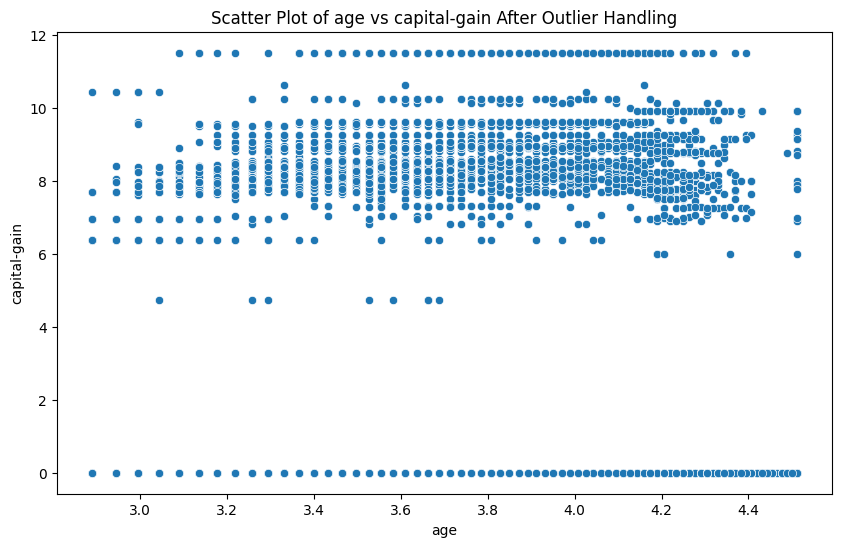 Scatter Plot of age vs capital-gain After Outlier Handling
12
10
8
6
4
2
0
capital-gain
3.0 3.2 3.4 3.6 3.8 4.0 4.2 4.4
age